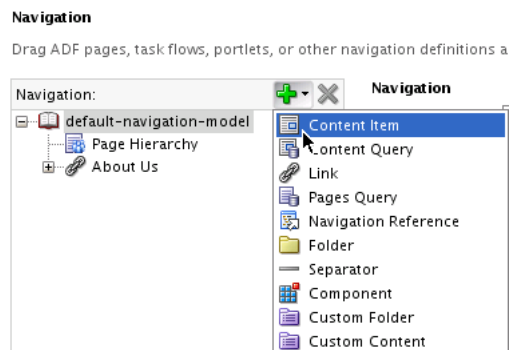 Navigation
Drag ADF pages, task flows, portlets, or other navigation definitions a
Navigation:
Navigation
default-navigation-model
Page Hierarchy
About Us
Content Item
Content Query
Link
Pages Query
Navigation Reference
Folder
Separator
Component
Custom Folder
Custom Content